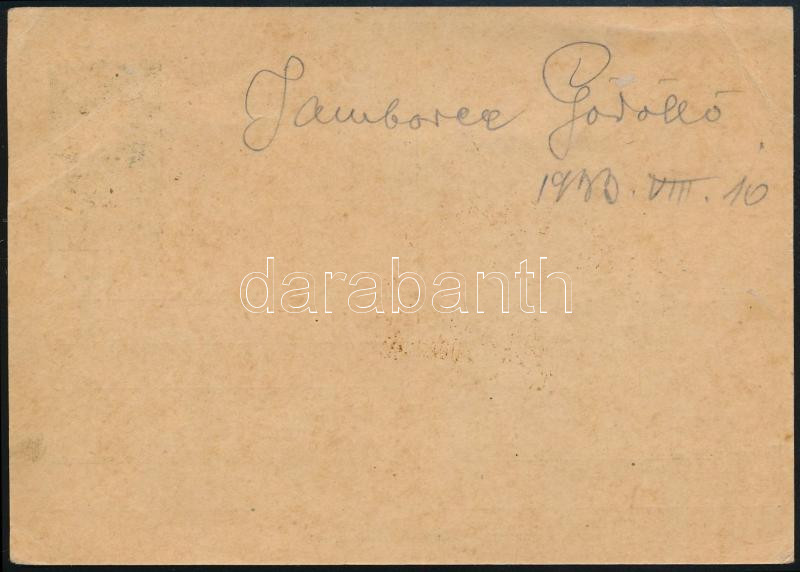 Jamboree Gödöllő
1933. VIII. 10
darabanth